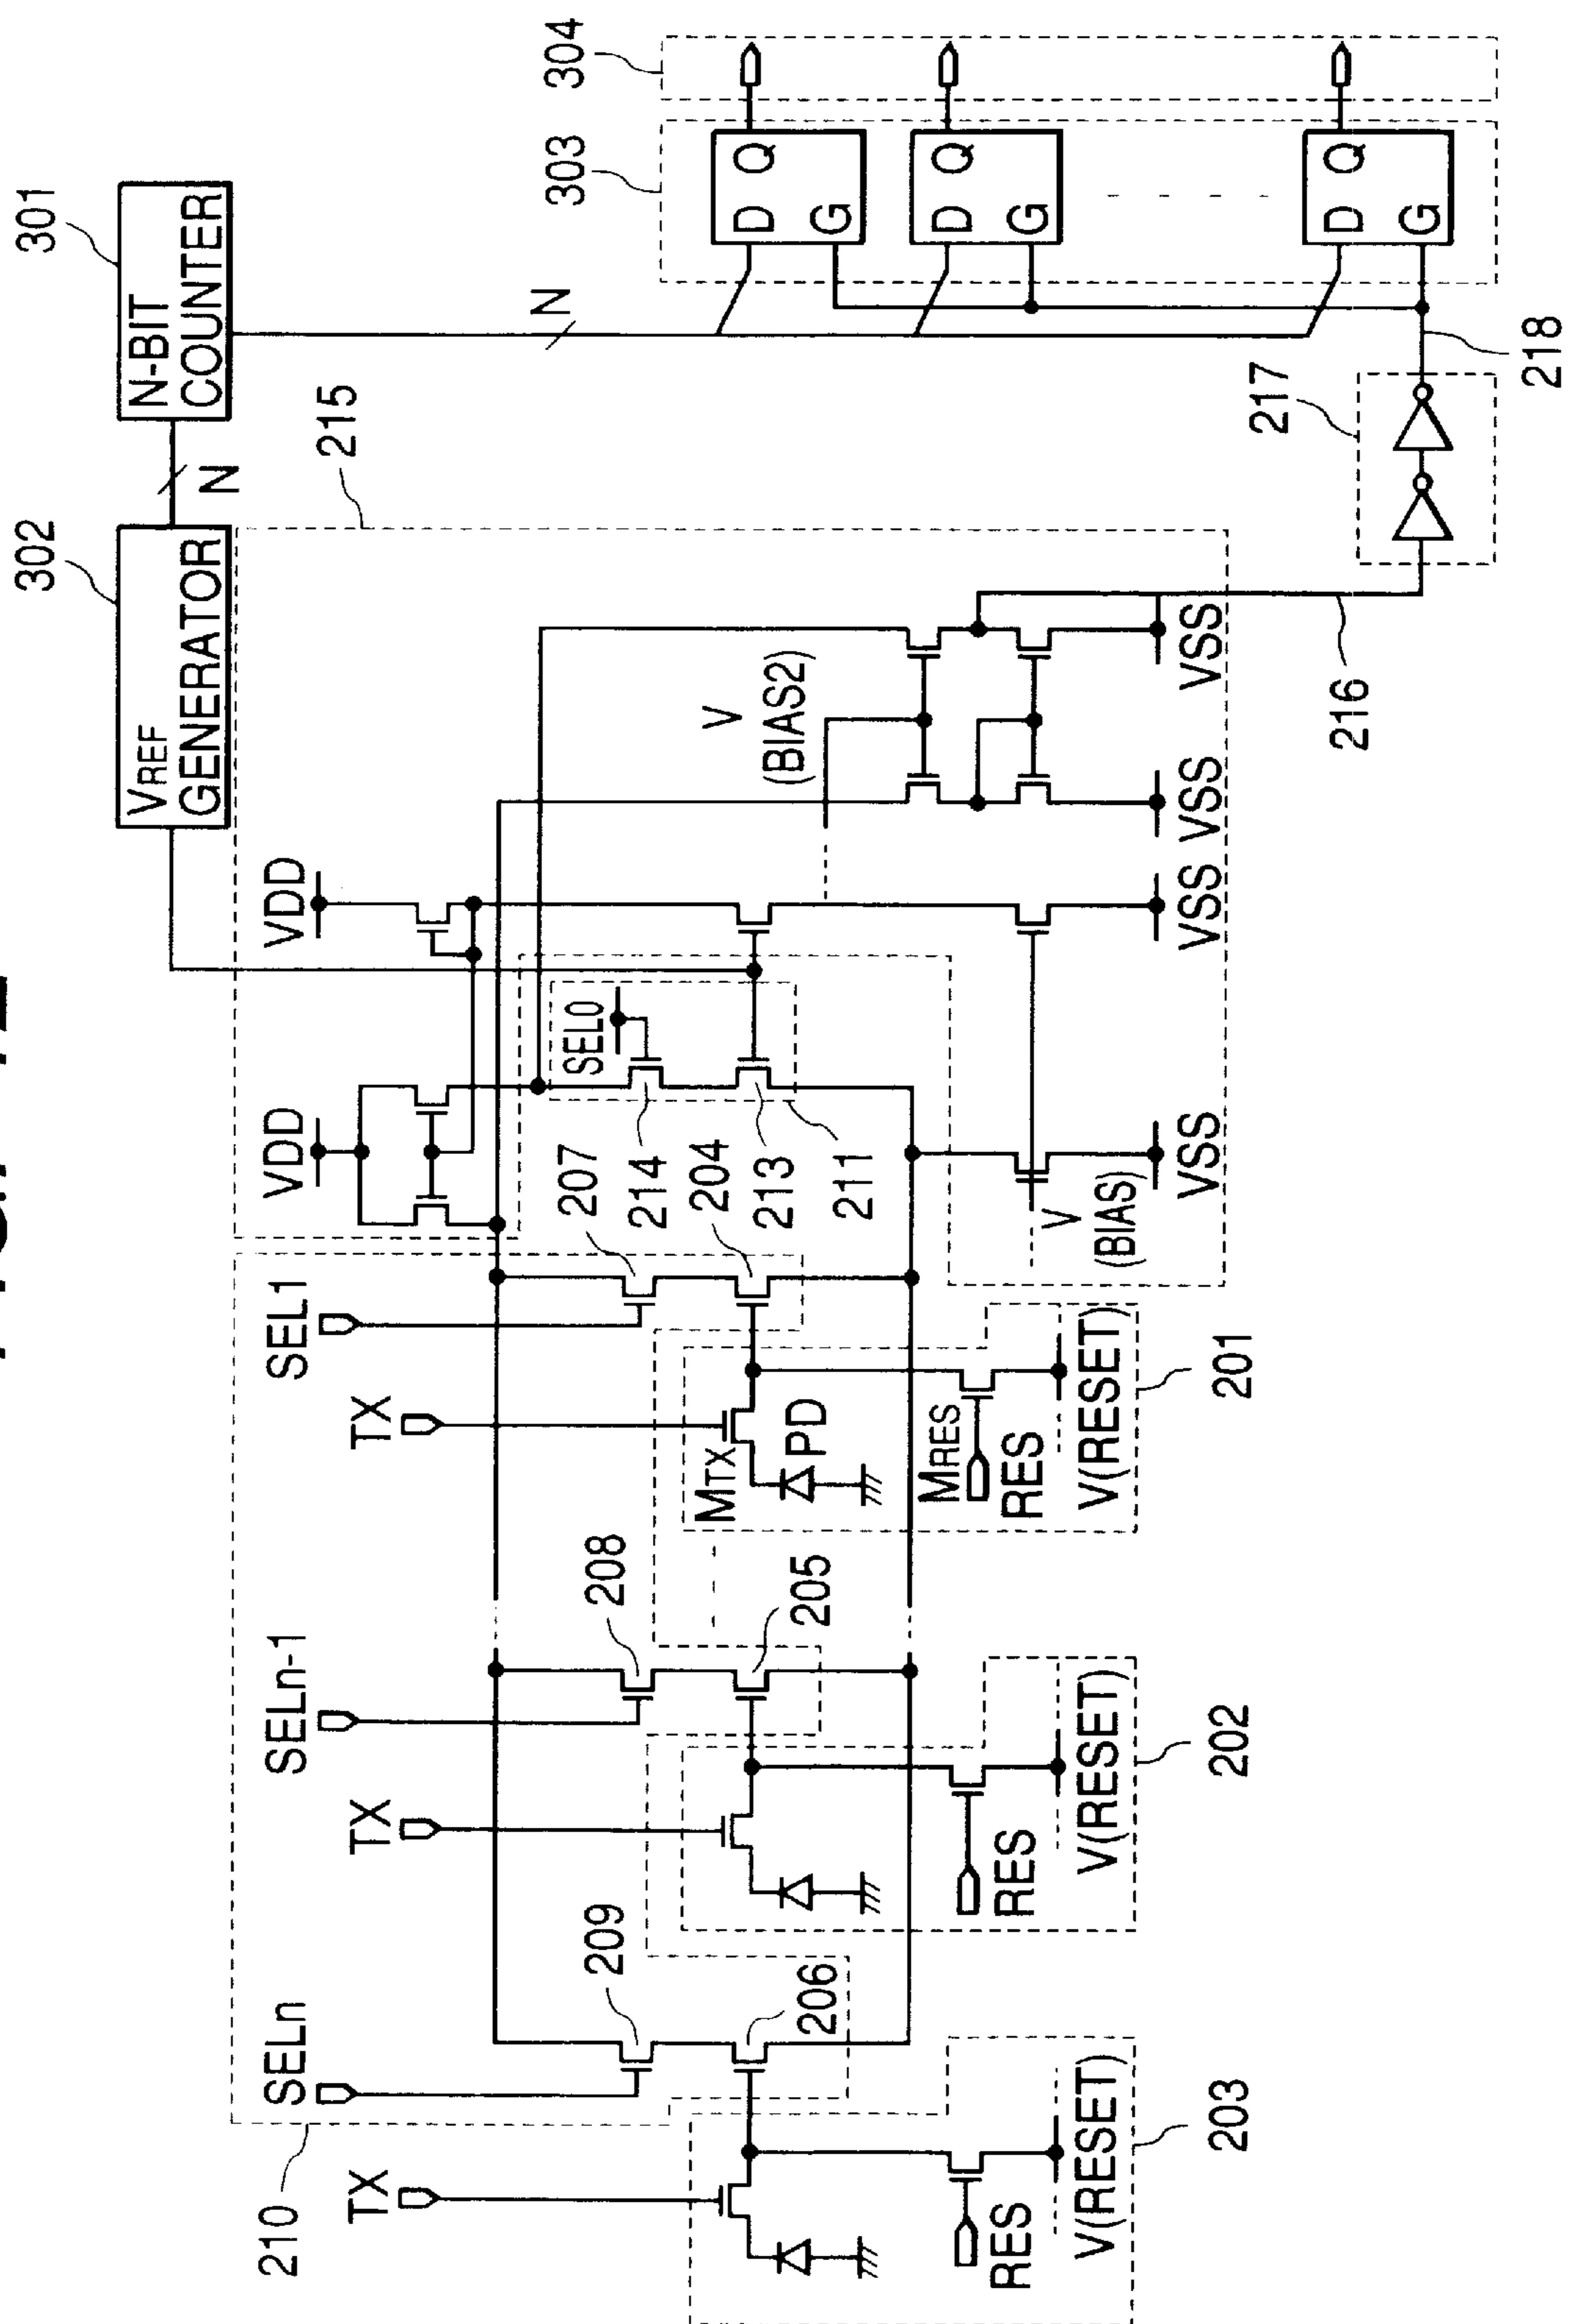 301
N-BIT
COUNTER
N
302
VREF
GENERATOR
N
304
303
D Q
G
D Q
G
D Q
G
215
217
218
216
VDD
VDD
SEL0
V
(BIAS2)
VSS
VSS
VSS
VSS
V
(BIAS)
207
214
204
213
211
SEL1
TX
MTX
PD
MRES
RES
V(RESET)
201
SELn-1
208
205
TX
RES
V(RESET)
202
SELn
209
206
210
TX
RES
V(RESET)
203